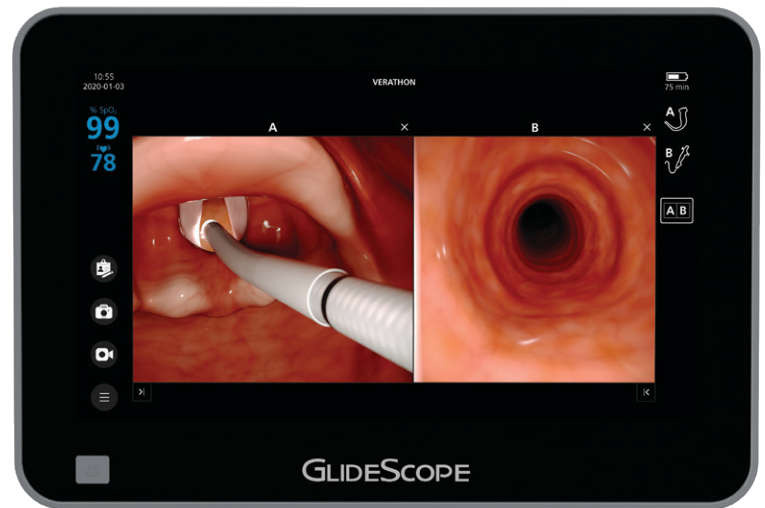 10:55
2020-01-03
VERATHON
75 min
% SpO₂
99
78
A
B
A
B
A B
GLIDESCOPE